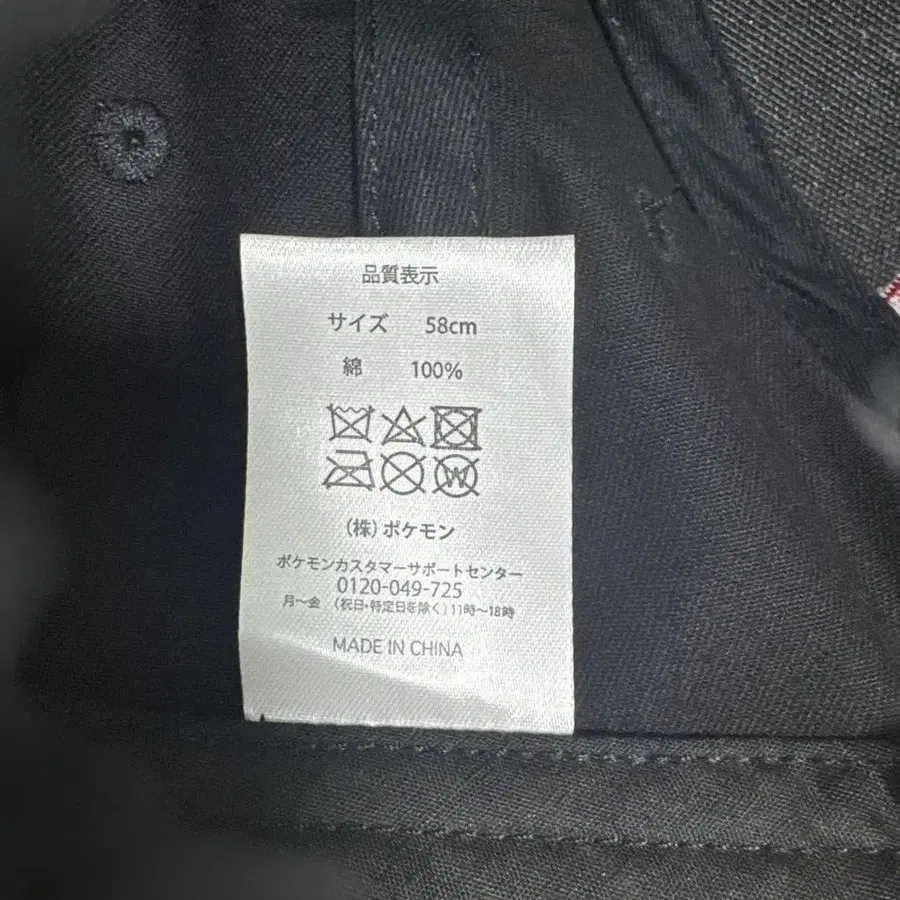 品質表示
サイズ 58cm
綿 100%
W
(株)ポケモン
ポケモンカスタマーサポートセンター
0120-049-725
月〜金 (祝日・特定日を除く)11時〜18時
MADE IN CHINA